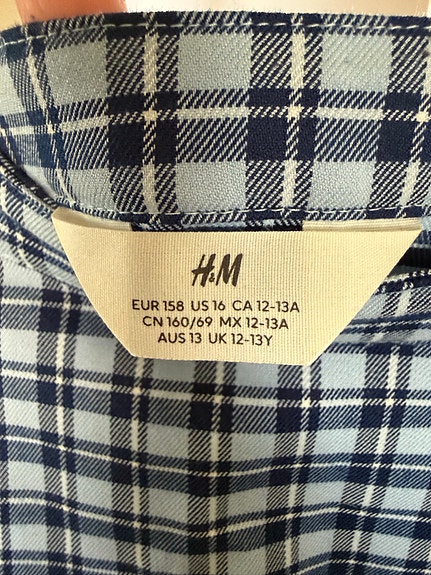 H&M
EUR 158 US 16 CA 12-13A
CN 160/69 MX 12-13A
AUS 13 UK 12-13Y